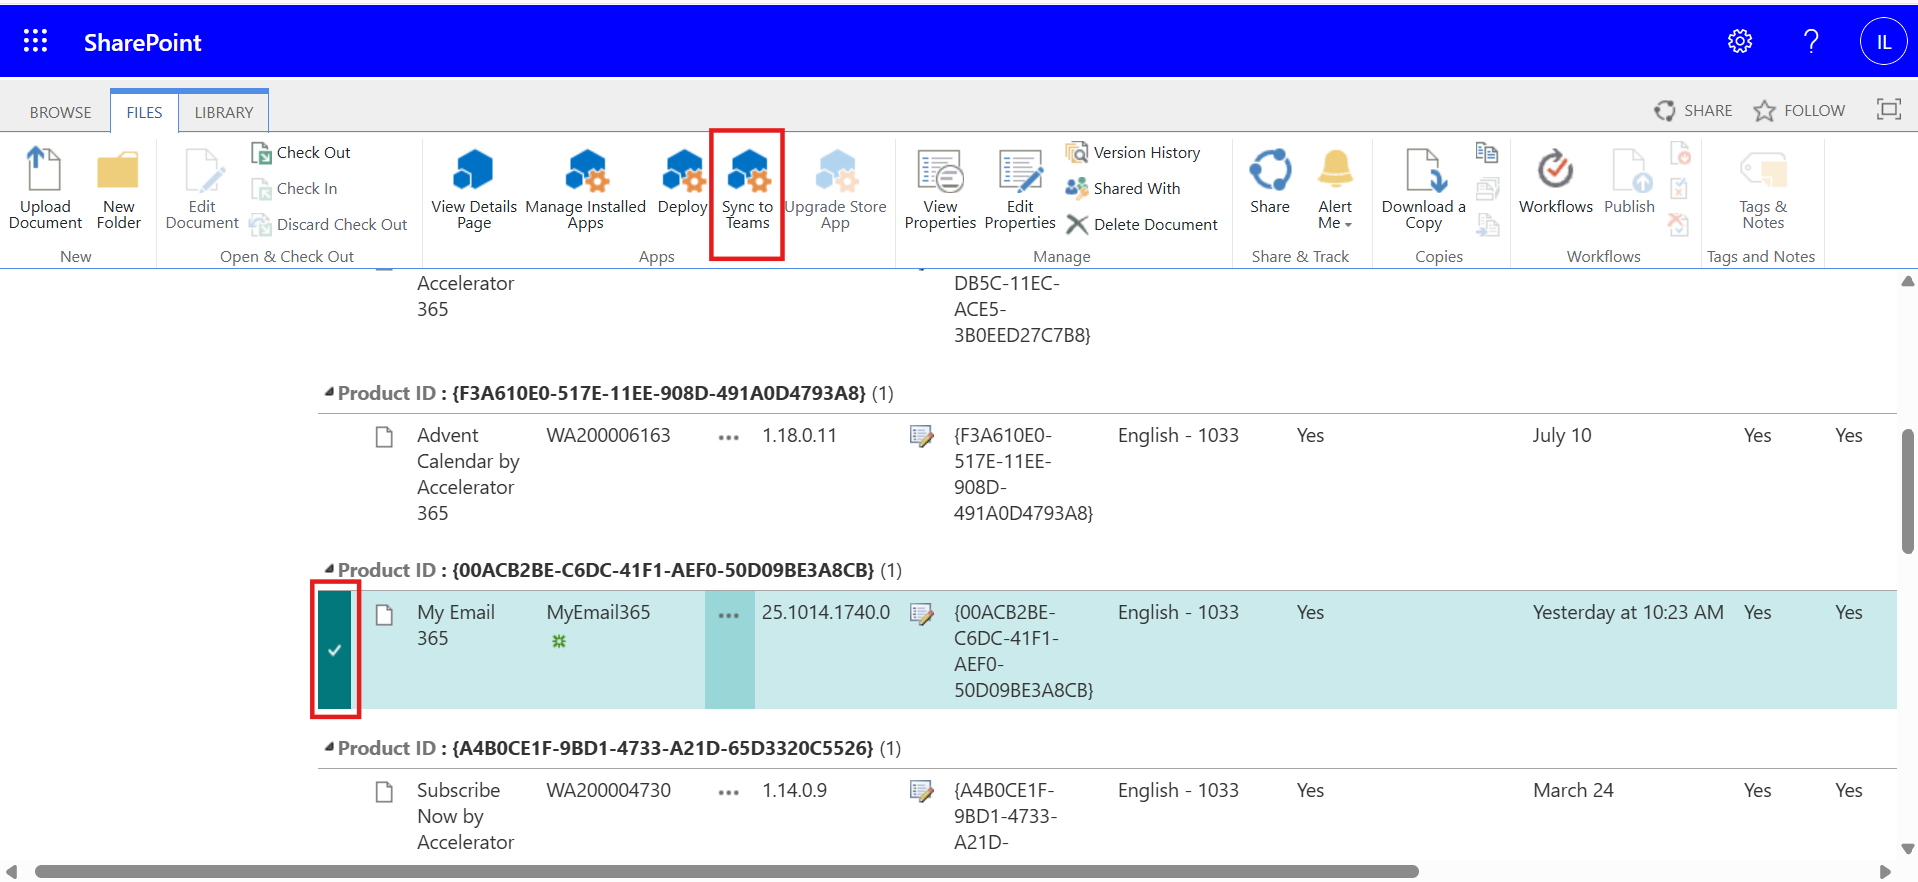 SharePoint
IL
BROWSE FILES LIBRARY SHARE FOLLOW
Upload Document
New Folder
New
Edit Document
Check Out
Check In
Discard Check Out
Open & Check Out
View Details Page
Manage Installed Apps
Deploy
Sync to Teams
Upgrade Store App
Apps
View Properties
Edit Properties
Version History
Shared With
Delete Document
Manage
Share
Alert Me
Share & Track
Download a Copy
Copies
Workflows
Publish
Workflows
Tags & Notes
Tags and Notes
Accelerator DB5C-11EC-
365 ACE5-
3B0EED27C7B8}
Product ID : {F3A610E0-517E-11EE-908D-491A0D4793A8} (1)
Advent WA200006163 ... 1.18.0.11 {F3A610E0- English - 1033 Yes July 10 Yes Yes
Calendar by 517E-11EE-
Accelerator 908D-
365 491A0D4793A8}
Product ID : {00ACB2BE-C6DC-41F1-AEF0-50D09BE3A8CB} (1)
My Email MyEmail365 ... 25.1014.1740.0 {00ACB2BE- English - 1033 Yes Yesterday at 10:23 AM Yes Yes
365 C6DC-41F1-
AEF0-
50D09BE3A8CB}
Product ID : {A4B0CE1F-9BD1-4733-A21D-65D3320C5526} (1)
Subscribe WA200004730 ... 1.14.0.9 {A4B0CE1F- English - 1033 Yes March 24 Yes Yes
Now by 9BD1-4733-
Accelerator A21D-